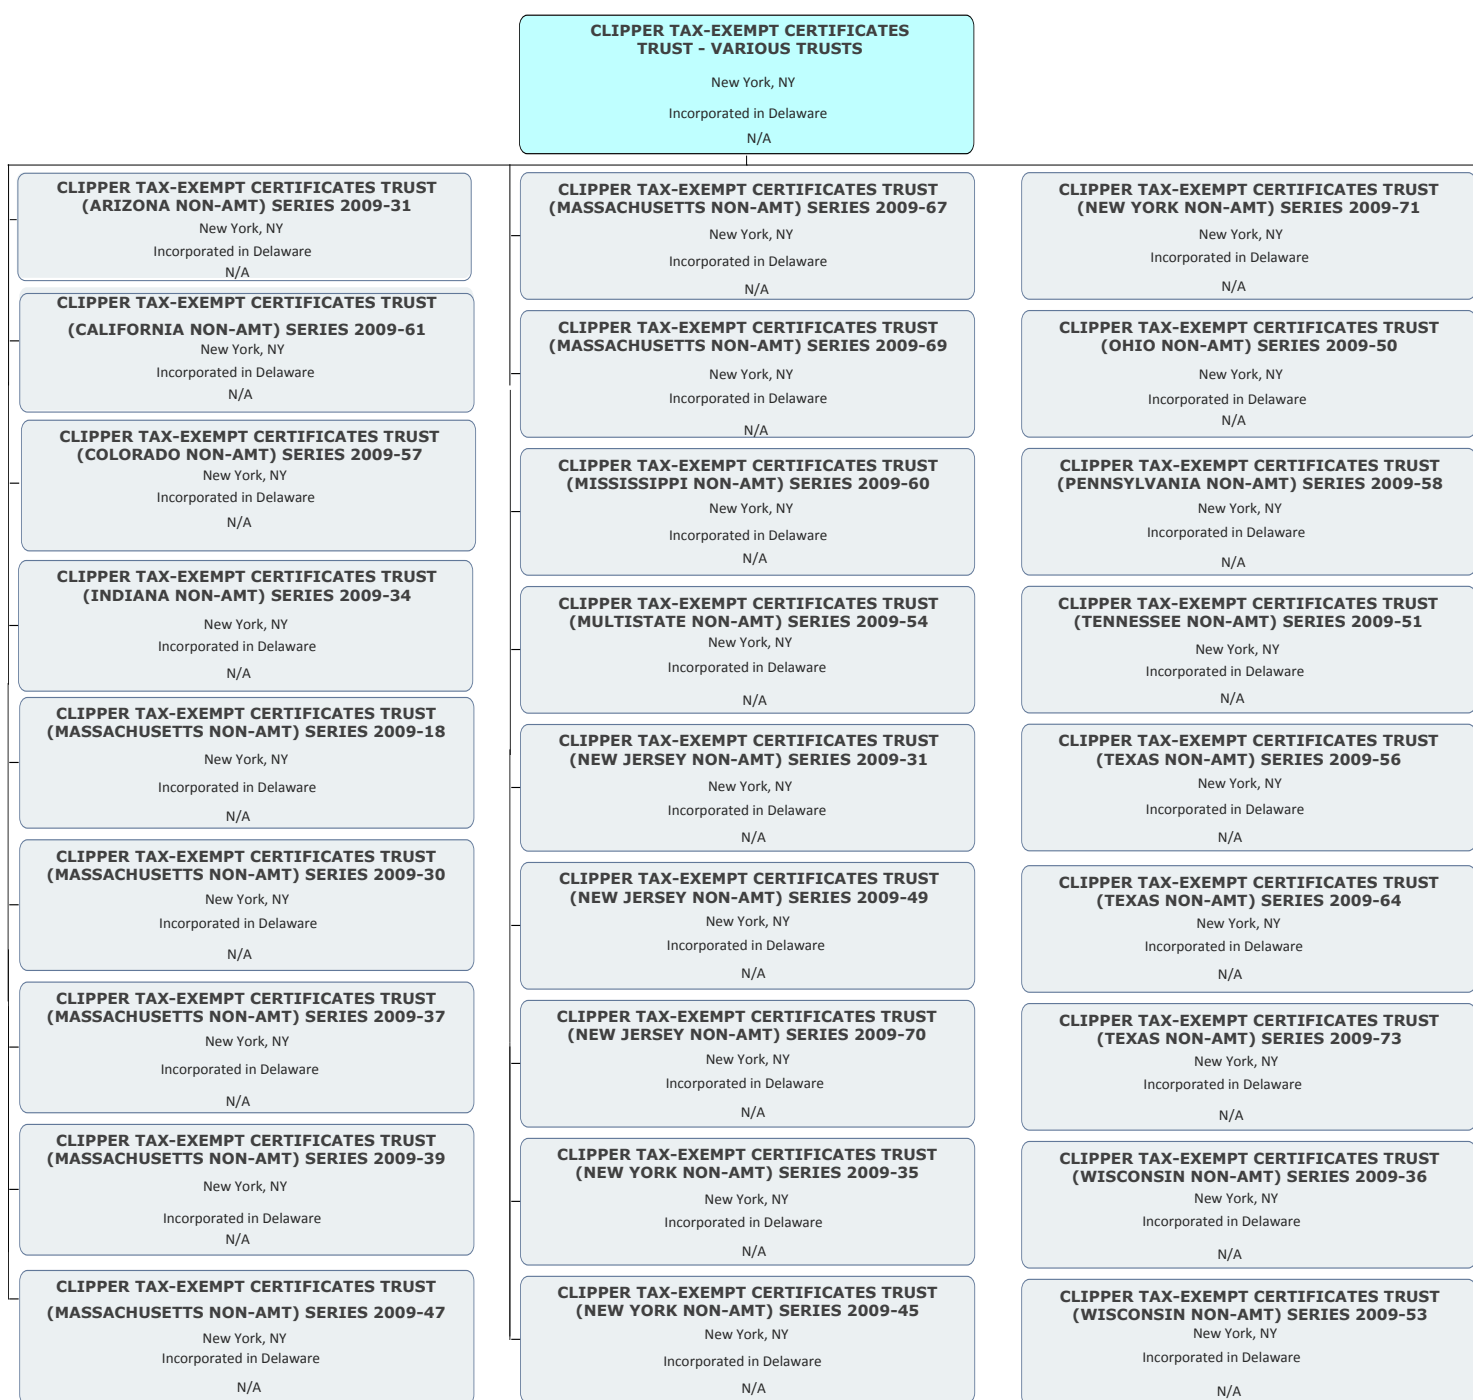 CLIPPER TAX-EXEMPT CERTIFICATES
TRUST - VARIOUS TRUSTS
New York, NY
Incorporated in Delaware
N/A
CLIPPER TAX-EXEMPT CERTIFICATES TRUST
(ARIZONA NON-AMT) SERIES 2009-31
New York, NY
Incorporated in Delaware
N/A
CLIPPER TAX-EXEMPT CERTIFICATES TRUST
(CALIFORNIA NON-AMT) SERIES 2009-61
New York, NY
Incorporated in Delaware
N/A
CLIPPER TAX-EXEMPT CERTIFICATES TRUST
(COLORADO NON-AMT) SERIES 2009-57
New York, NY
Incorporated in Delaware
N/A
CLIPPER TAX-EXEMPT CERTIFICATES TRUST
(INDIANA NON-AMT) SERIES 2009-34
New York, NY
Incorporated in Delaware
N/A
CLIPPER TAX-EXEMPT CERTIFICATES TRUST
(MASSACHUSETTS NON-AMT) SERIES 2009-18
New York, NY
Incorporated in Delaware
N/A
CLIPPER TAX-EXEMPT CERTIFICATES TRUST
(MASSACHUSETTS NON-AMT) SERIES 2009-30
New York, NY
Incorporated in Delaware
N/A
CLIPPER TAX-EXEMPT CERTIFICATES TRUST
(MASSACHUSETTS NON-AMT) SERIES 2009-37
New York, NY
Incorporated in Delaware
N/A
CLIPPER TAX-EXEMPT CERTIFICATES TRUST
(MASSACHUSETTS NON-AMT) SERIES 2009-39
New York, NY
Incorporated in Delaware
N/A
CLIPPER TAX-EXEMPT CERTIFICATES TRUST
(MASSACHUSETTS NON-AMT) SERIES 2009-47
New York, NY
Incorporated in Delaware
N/A
CLIPPER TAX-EXEMPT CERTIFICATES TRUST
(MASSACHUSETTS NON-AMT) SERIES 2009-67
New York, NY
Incorporated in Delaware
N/A
CLIPPER TAX-EXEMPT CERTIFICATES TRUST
(MASSACHUSETTS NON-AMT) SERIES 2009-69
New York, NY
Incorporated in Delaware
N/A
CLIPPER TAX-EXEMPT CERTIFICATES TRUST
(MISSISSIPPI NON-AMT) SERIES 2009-60
New York, NY
Incorporated in Delaware
N/A
CLIPPER TAX-EXEMPT CERTIFICATES TRUST
(MULTISTATE NON-AMT) SERIES 2009-54
New York, NY
Incorporated in Delaware
N/A
CLIPPER TAX-EXEMPT CERTIFICATES TRUST
(NEW JERSEY NON-AMT) SERIES 2009-31
New York, NY
Incorporated in Delaware
N/A
CLIPPER TAX-EXEMPT CERTIFICATES TRUST
(NEW JERSEY NON-AMT) SERIES 2009-49
New York, NY
Incorporated in Delaware
N/A
CLIPPER TAX-EXEMPT CERTIFICATES TRUST
(NEW JERSEY NON-AMT) SERIES 2009-70
New York, NY
Incorporated in Delaware
N/A
CLIPPER TAX-EXEMPT CERTIFICATES TRUST
(NEW YORK NON-AMT) SERIES 2009-35
New York, NY
Incorporated in Delaware
N/A
CLIPPER TAX-EXEMPT CERTIFICATES TRUST
(NEW YORK NON-AMT) SERIES 2009-45
New York, NY
Incorporated in Delaware
N/A
CLIPPER TAX-EXEMPT CERTIFICATES TRUST
(NEW YORK NON-AMT) SERIES 2009-71
New York, NY
Incorporated in Delaware
N/A
CLIPPER TAX-EXEMPT CERTIFICATES TRUST
(OHIO NON-AMT) SERIES 2009-50
New York, NY
Incorporated in Delaware
N/A
CLIPPER TAX-EXEMPT CERTIFICATES TRUST
(PENNSYLVANIA NON-AMT) SERIES 2009-58
New York, NY
Incorporated in Delaware
N/A
CLIPPER TAX-EXEMPT CERTIFICATES TRUST
(TENNESSEE NON-AMT) SERIES 2009-51
New York, NY
Incorporated in Delaware
N/A
CLIPPER TAX-EXEMPT CERTIFICATES TRUST
(TEXAS NON-AMT) SERIES 2009-56
New York, NY
Incorporated in Delaware
N/A
CLIPPER TAX-EXEMPT CERTIFICATES TRUST
(TEXAS NON-AMT) SERIES 2009-64
New York, NY
Incorporated in Delaware
N/A
CLIPPER TAX-EXEMPT CERTIFICATES TRUST
(TEXAS NON-AMT) SERIES 2009-73
New York, NY
Incorporated in Delaware
N/A
CLIPPER TAX-EXEMPT CERTIFICATES TRUST
(WISCONSIN NON-AMT) SERIES 2009-36
New York, NY
Incorporated in Delaware
N/A
CLIPPER TAX-EXEMPT CERTIFICATES TRUST
(WISCONSIN NON-AMT) SERIES 2009-53
New York, NY
Incorporated in Delaware
N/A